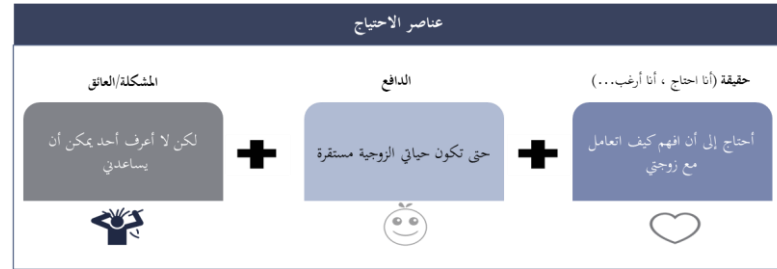 عناصر الاحتياج
حقيقة (أنا احتاج ، أنا أرغب...)
الدافع
المشكلة/العائق
أحتاج إلى أن افهم كيف اتعامل
مع زوجتي
حتى تكون حياتي الزوجية مستقرة
لكن لا أعرف أحد يمكن أن
يساعدني